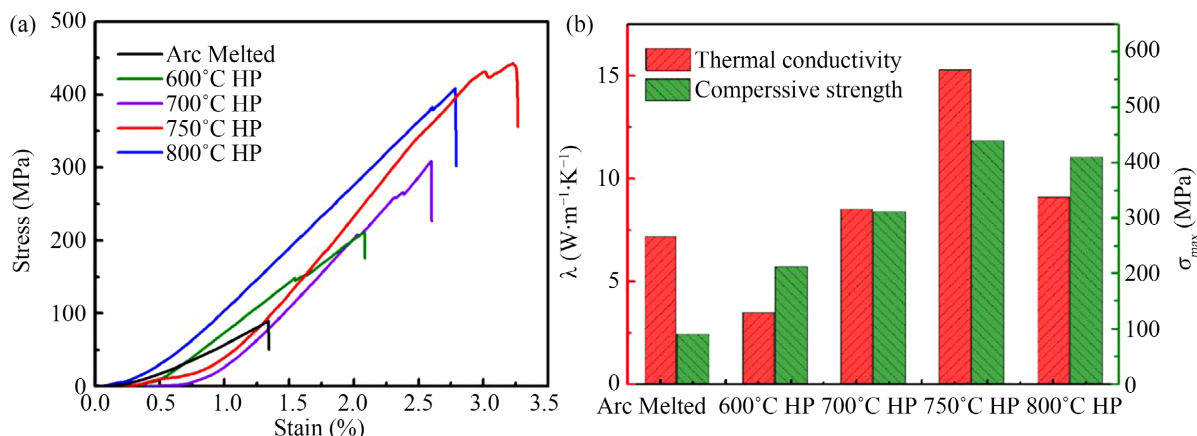 (a)
500
400
300
200
100
0
Stress (MPa)
Arc Melted
600°C HP
700°C HP
750°C HP
800°C HP
0.0 0.5 1.0 1.5 2.0 2.5 3.0 3.5
Stain (%)
(b)
15
10
5
0
λ (W·m⁻¹·K⁻¹)
Thermal conductivity
Comperssive strength
600
500
400
300
200
100
0
σmax (MPa)
Arc Melted 600°C HP 700°C HP 750°C HP 800°C HP